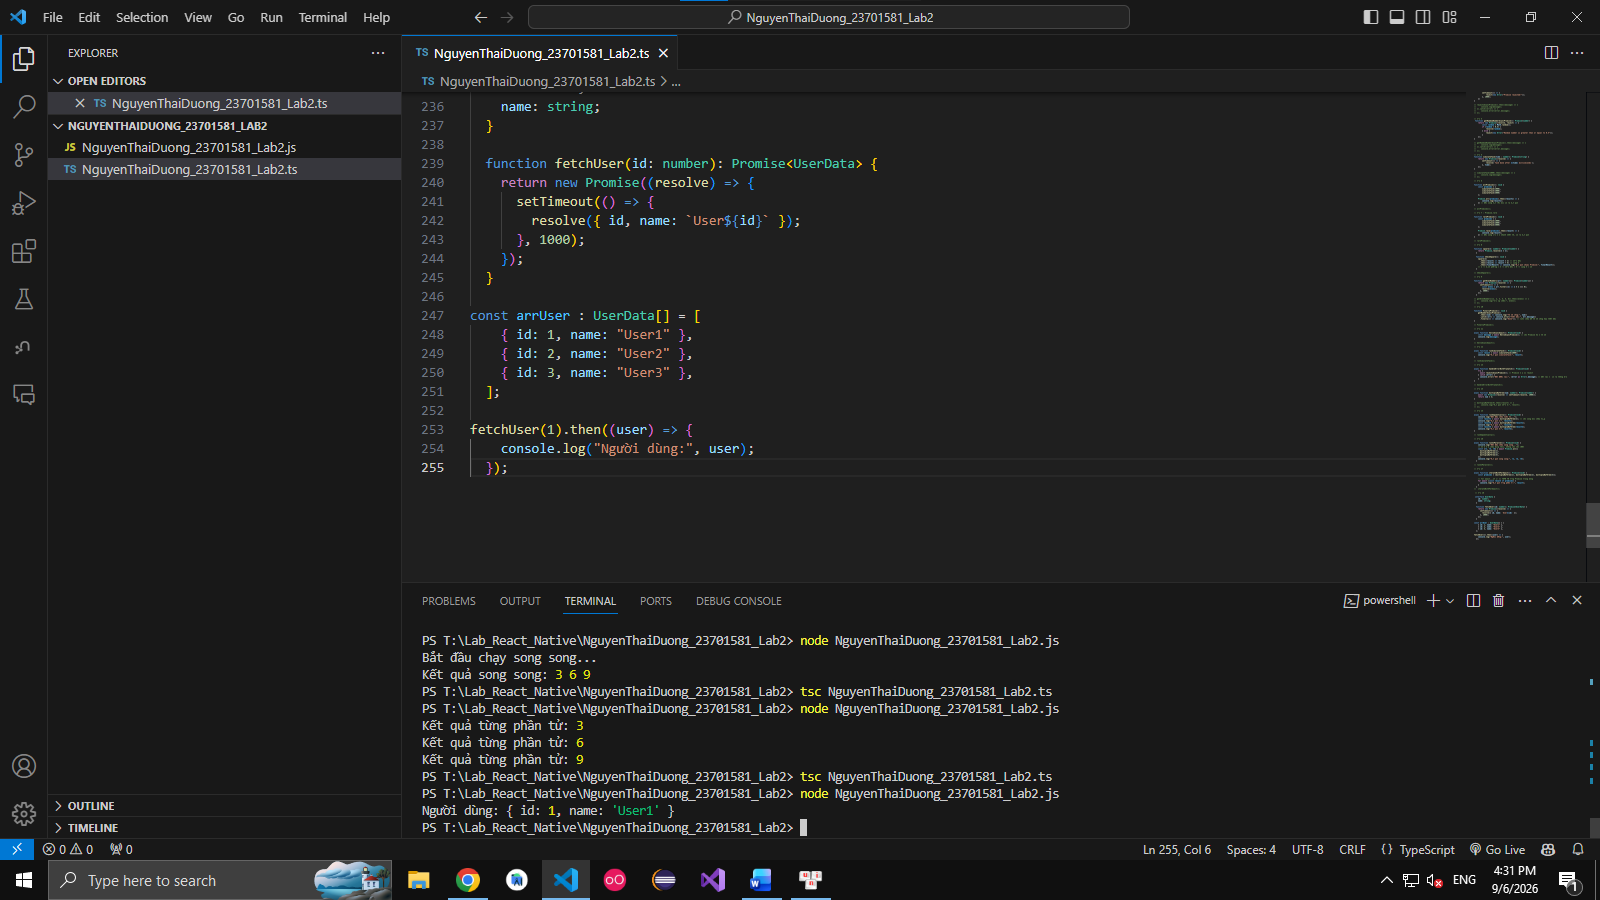 File Edit Selection View Go Run Terminal Help
NguyenThaiDuong_23701581_Lab2
EXPLORER
OPEN EDITORS
TS NguyenThaiDuong_23701581_Lab2.ts
NGUYENTHAIDUONG_23701581_LAB2
JS NguyenThaiDuong_23701581_Lab2.js
TS NguyenThaiDuong_23701581_Lab2.ts
OUTLINE
TIMELINE
TS NguyenThaiDuong_23701581_Lab2.ts
TS NguyenThaiDuong_23701581_Lab2.ts > ...
236 name: string;
237 }
238
239 function fetchUser(id: number): Promise<UserData> {
240 return new Promise((resolve) => {
241 setTimeout(() => {
242 resolve({ id, name: `User${id}` });
243 }, 1000);
244 });
245 }
246
247 const arrUser : UserData[] = [
248 { id: 1, name: "User1" },
249 { id: 2, name: "User2" },
250 { id: 3, name: "User3" },
251 ];
252
253 fetchUser(1).then((user) => {
254 console.log("Người dùng:", user);
255 });
PROBLEMS OUTPUT TERMINAL PORTS DEBUG CONSOLE
powershell
PS T:\Lab_React_Native\NguyenThaiDuong_23701581_Lab2> node NguyenThaiDuong_23701581_Lab2.js
Bắt đầu chạy song song...
Kết quả song song: 3 6 9
PS T:\Lab_React_Native\NguyenThaiDuong_23701581_Lab2> tsc NguyenThaiDuong_23701581_Lab2.ts
PS T:\Lab_React_Native\NguyenThaiDuong_23701581_Lab2> node NguyenThaiDuong_23701581_Lab2.js
Kết quả từng phần tử: 3
Kết quả từng phần tử: 6
Kết quả từng phần tử: 9
PS T:\Lab_React_Native\NguyenThaiDuong_23701581_Lab2> tsc NguyenThaiDuong_23701581_Lab2.ts
PS T:\Lab_React_Native\NguyenThaiDuong_23701581_Lab2> node NguyenThaiDuong_23701581_Lab2.js
Người dùng: { id: 1, name: 'User1' }
PS T:\Lab_React_Native\NguyenThaiDuong_23701581_Lab2>
0 0 0
Ln 255, Col 6 Spaces: 4 UTF-8 CRLF {} TypeScript Go Live
Type here to search
ENG
4:31 PM
9/6/2026
1